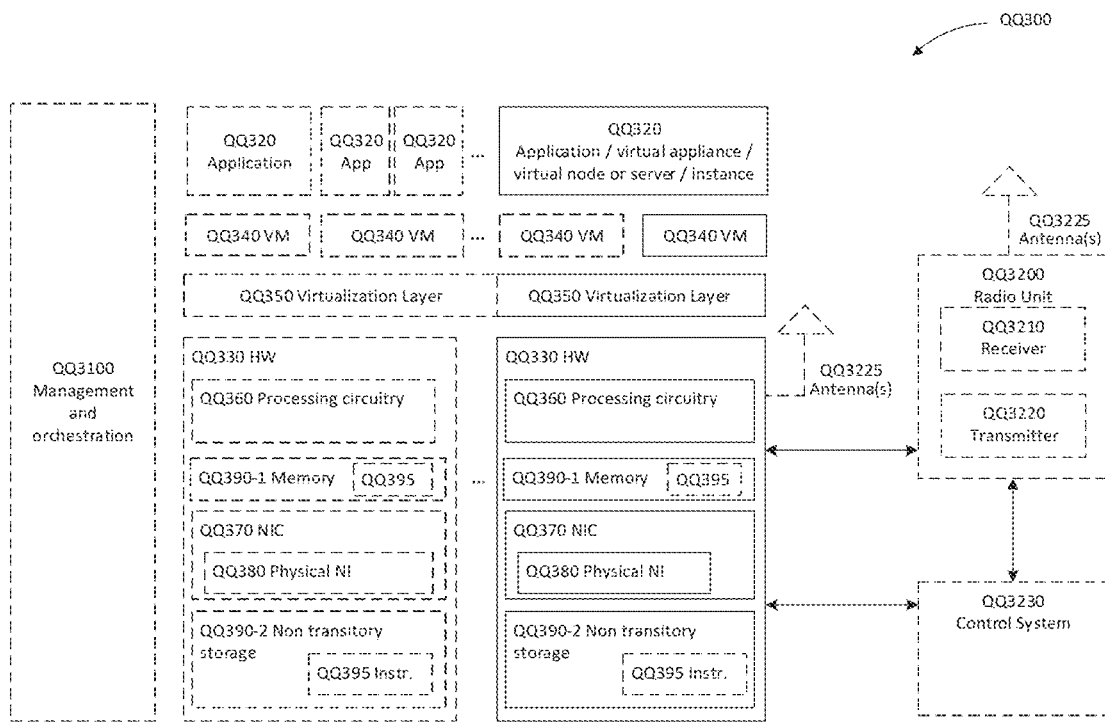 QQ300
QQ3100
Management
and
orchestration
QQ320
Application
QQ320
App
QQ320
App
...
QQ320
Application / virtual appliance /
virtual node or server / instance
QQ340 VM
QQ340 VM
...
QQ340 VM
QQ340 VM
QQ350 Virtualization Layer
QQ350 Virtualization Layer
QQ330 HW
QQ360 Processing circuitry
QQ390-1 Memory
QQ395
QQ370 NIC
QQ380 Physical NI
QQ390-2 Non transitory
storage
QQ395 Instr.
...
QQ330 HW
QQ360 Processing circuitry
QQ390-1 Memory
QQ395
QQ370 NIC
QQ380 Physical NI
QQ390-2 Non transitory
storage
QQ395 Instr.
QQ3225
Antenna(s)
QQ3225
Antenna(s)
QQ3200
Radio Unit
QQ3210
Receiver
QQ3220
Transmitter
QQ3230
Control System